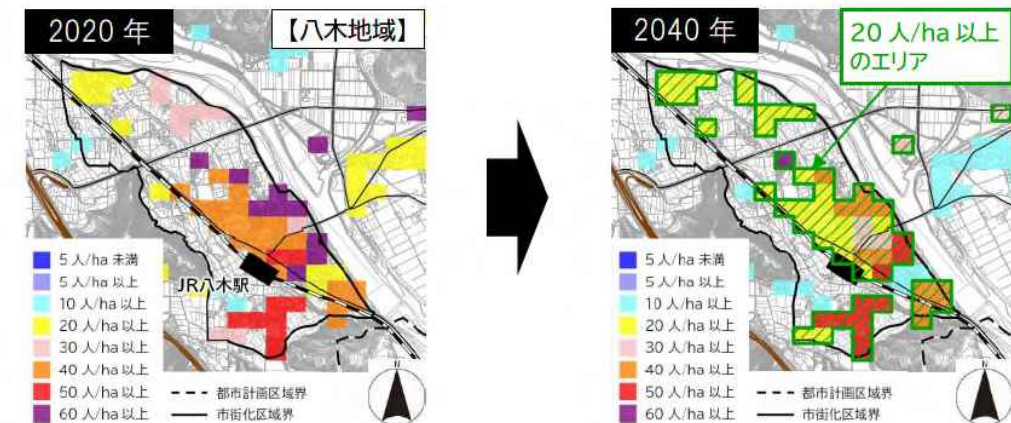 2020 年
【八木地域】
JR八木駅
5 人/ha 未満
5 人/ha 以上
10 人/ha 以上
20 人/ha 以上
30 人/ha 以上
40 人/ha 以上
50 人/ha 以上
60 人/ha 以上
都市計画区域界
市街化区域界
N
2040 年
20 人/ha 以上
のエリア
5 人/ha 未満
5 人/ha 以上
10 人/ha 以上
20 人/ha 以上
30 人/ha 以上
40 人/ha 以上
50 人/ha 以上
60 人/ha 以上
都市計画区域界
市街化区域界
N